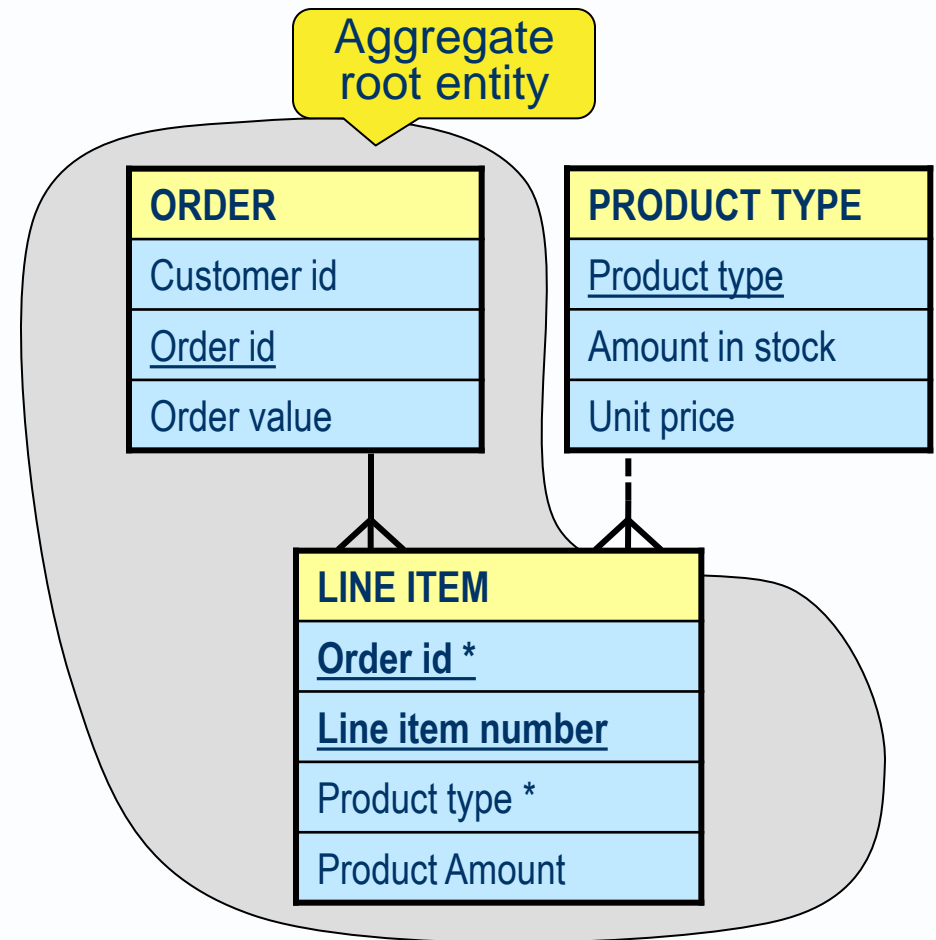 Aggregate
root entity
ORDER
Customer id
Order id
Order value
PRODUCT TYPE
Product type
Amount in stock
Unit price
LINE ITEM
Order id *
Line item number
Product type *
Product Amount